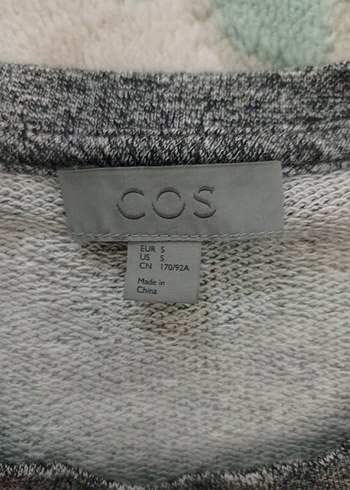 COS
EUR S
US S
CN 170/92A
Made in
China